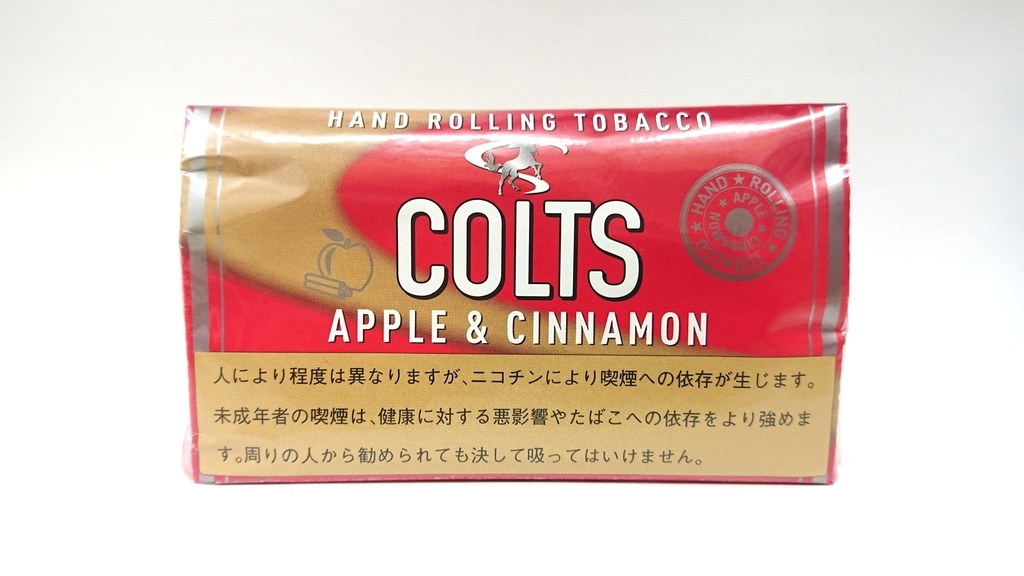 HAND ROLLING TOBACCO
COLTS
HAND ★ ROLLING ★ TOBACCO ★
APPLE ★ CINNAMON ★
APPLE & CINNAMON
人により程度は異なりますが、ニコチンにより喫煙への依存が生じます。
未成年者の喫煙は、健康に対する悪影響やたばこへの依存をより強めま
す。周りの人から勧められても決して吸ってはいけません。